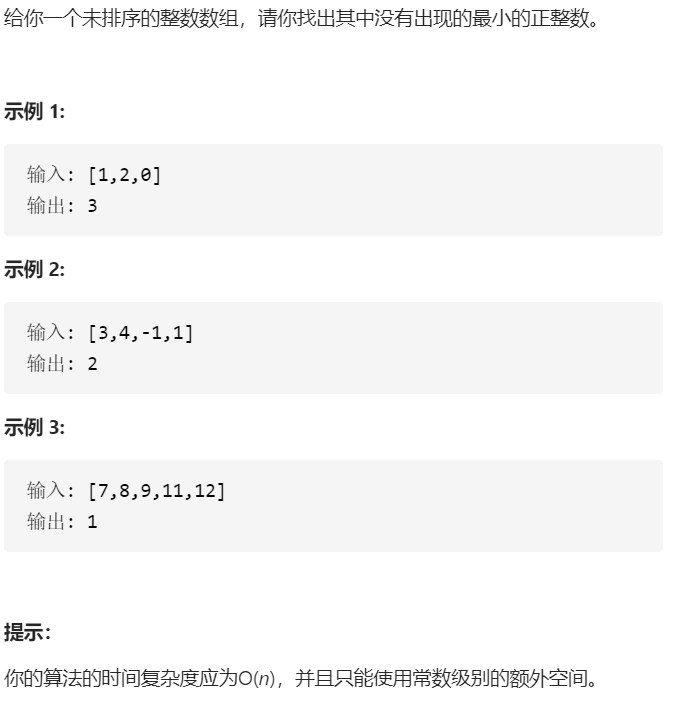 给你一个未排序的整数数组，请你找出其中没有出现的最小的正整数。
示例 1:
输入: [1,2,0]
输出: 3
示例 2:
输入: [3,4,-1,1]
输出: 2
示例 3:
输入: [7,8,9,11,12]
输出: 1
提示：
你的算法的时间复杂度应为O(n)，并且只能使用常数级别的额外空间。